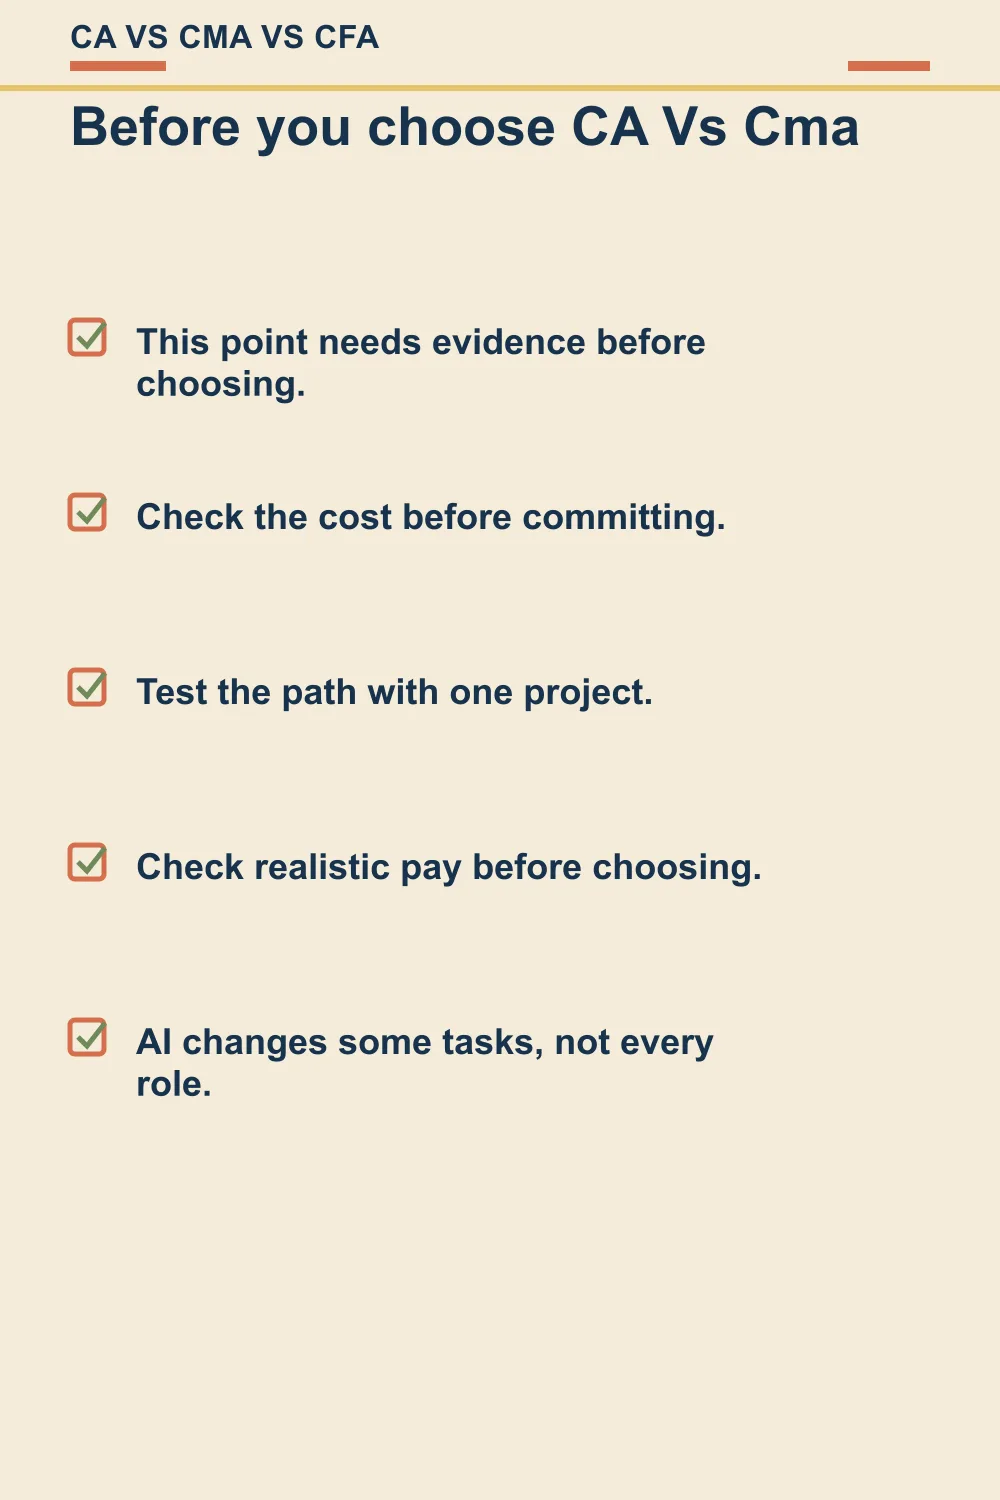 CA VS CMA VS CFA
Before you choose CA Vs Cma
This point needs evidence before
choosing.
Check the cost before committing.
Test the path with one project.
Check realistic pay before choosing.
AI changes some tasks, not every
role.